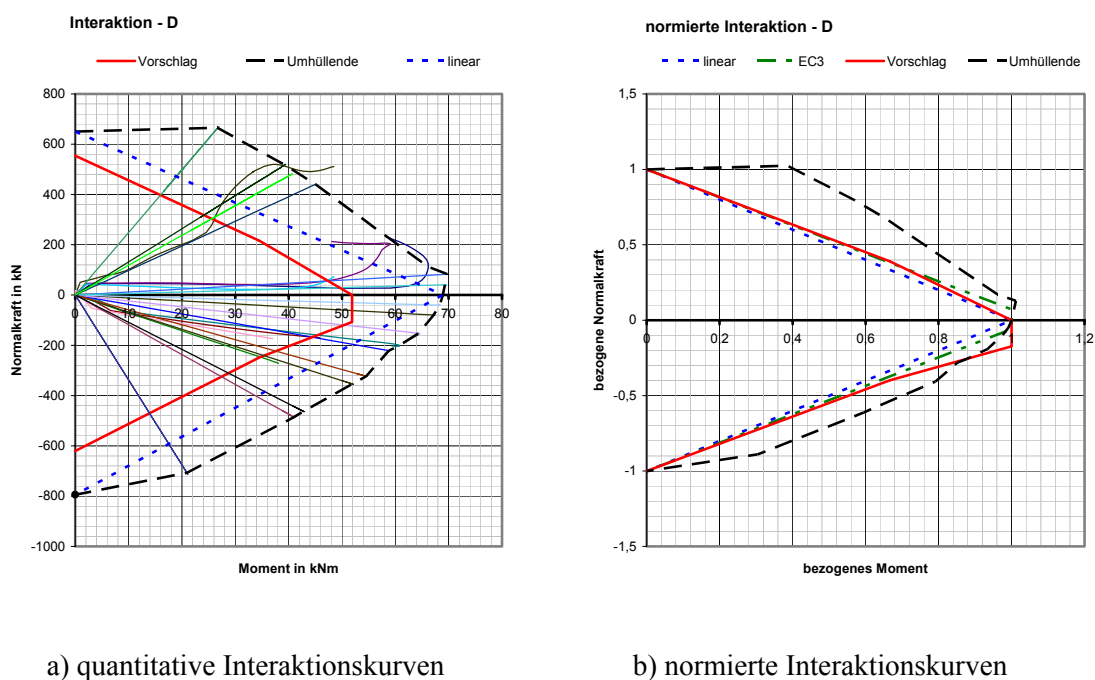 Interaktion - D
Vorschlag Umhüllende linear
Normalkraft in kN
800
600
400
200
0
-200
-400
-600
-800
-1000
0 10 20 30 40 50 60 70 80
Moment in kNm
a) quantitative Interaktionskurven
normierte Interaktion - D
linear EC3 Vorschlag Umhüllende
bezogene Normalkraft
1,5
1
0,5
0
-0,5
-1
-1,5
0 0.2 0.4 0.6 0.8 1 1.2
bezogenes Moment
b) normierte Interaktionskurven